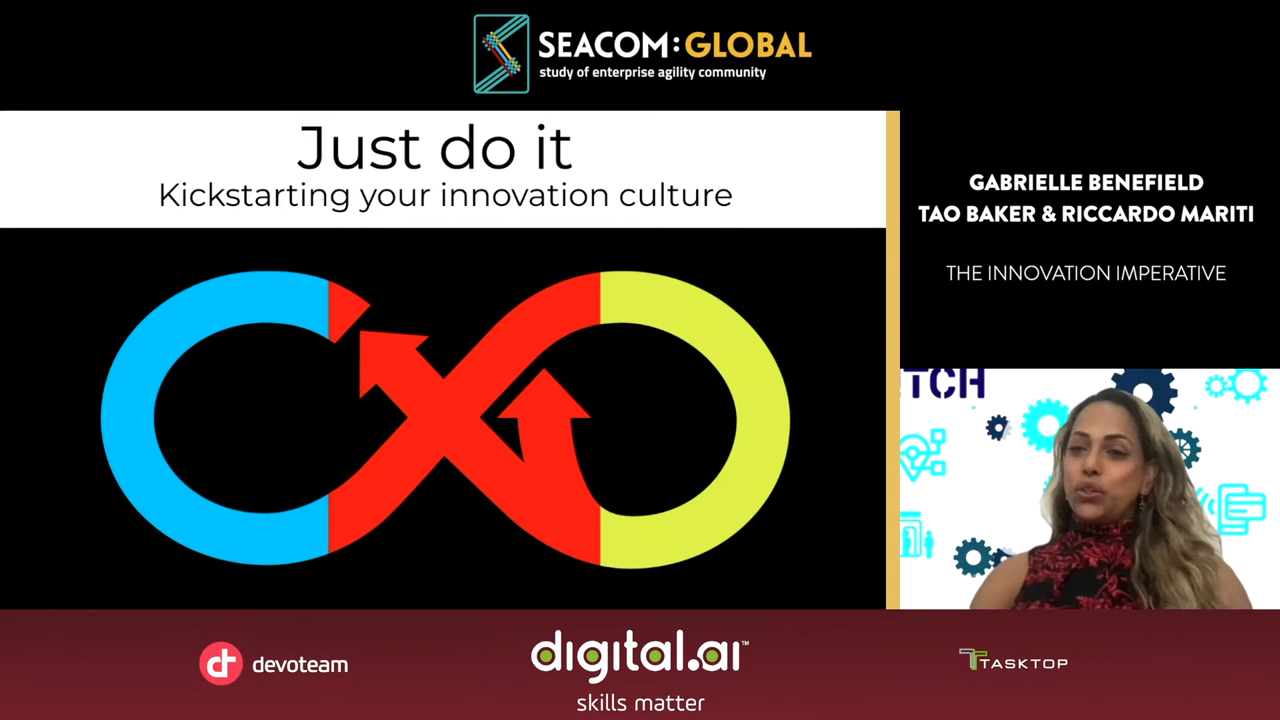 SEACOM:GLOBAL
study of enterprise agility community
Just do it
Kickstarting your innovation culture
GABRIELLE BENEFIELD
TAO BAKER & RICCARDO MARITI
THE INNOVATION IMPERATIVE
TCH
devoteam
digital.ai™
skills matter
TASKTOP